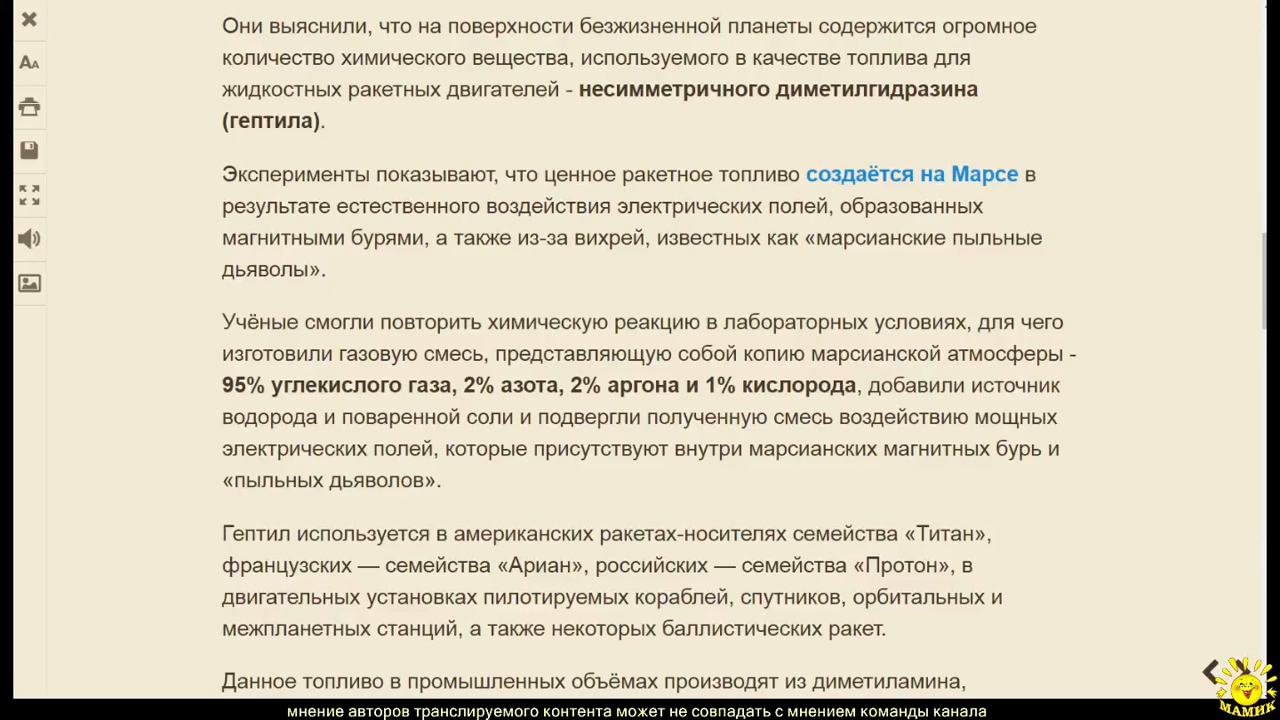 Они выяснили, что на поверхности безжизненной планеты содержится огромное
количество химического вещества, используемого в качестве топлива для
жидкостных ракетных двигателей - несимметричного диметилгидразина
(гептила).
Эксперименты показывают, что ценное ракетное топливо создаётся на Марсе в
результате естественного воздействия электрических полей, образованных
магнитными бурями, а также из-за вихрей, известных как «марсианские пыльные
дьяволы».
Учёные смогли повторить химическую реакцию в лабораторных условиях, для чего
изготовили газовую смесь, представляющую собой копию марсианской атмосферы -
95% углекислого газа, 2% азота, 2% аргона и 1% кислорода, добавили источник
водорода и поваренной соли и подвергли полученную смесь воздействию мощных
электрических полей, которые присутствуют внутри марсианских магнитных бурь и
«пыльных дьяволов».
Гептил используется в американских ракетах-носителях семейства «Титан»,
французских — семейства «Ариан», российских — семейства «Протон», в
двигательных установках пилотируемых кораблей, спутников, орбитальных и
межпланетных станций, а также некоторых баллистических ракет.
Данное топливо в промышленных объёмах производят из диметиламина,
МАМИК
мнение авторов транслируемого контента может не совпадать с мнением команды канала
AA